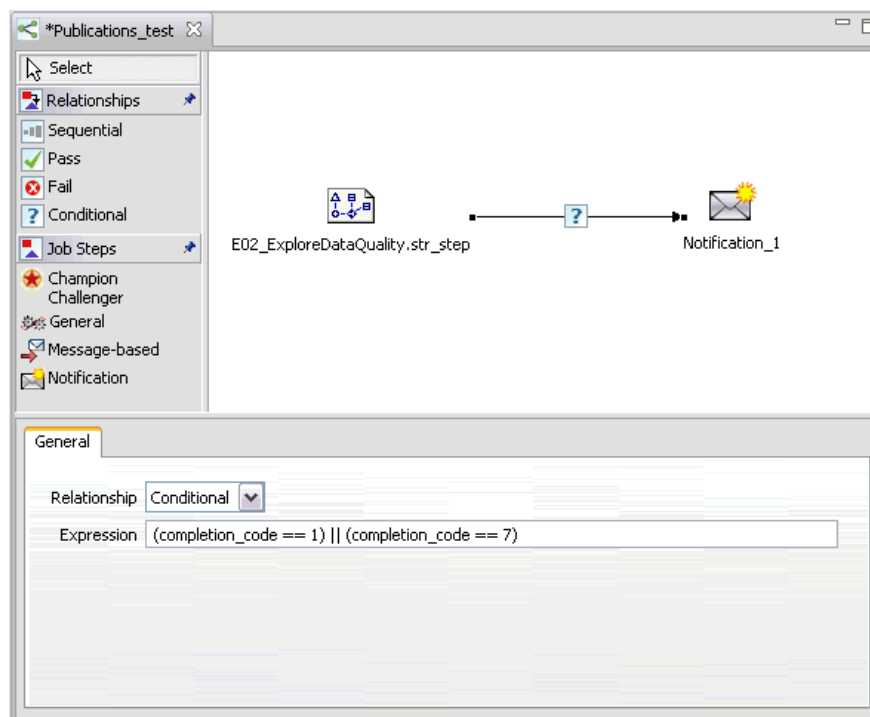 *Publications_test
Select
Relationships
Sequential
Pass
Fail
? Conditional
Job Steps
Champion
Challenger
General
Message-based
Notification
?
E02_ExploreDataQuality.str_step
Notification_1
General
Relationship Conditional
Expression (completion_code == 1) || (completion_code == 7)